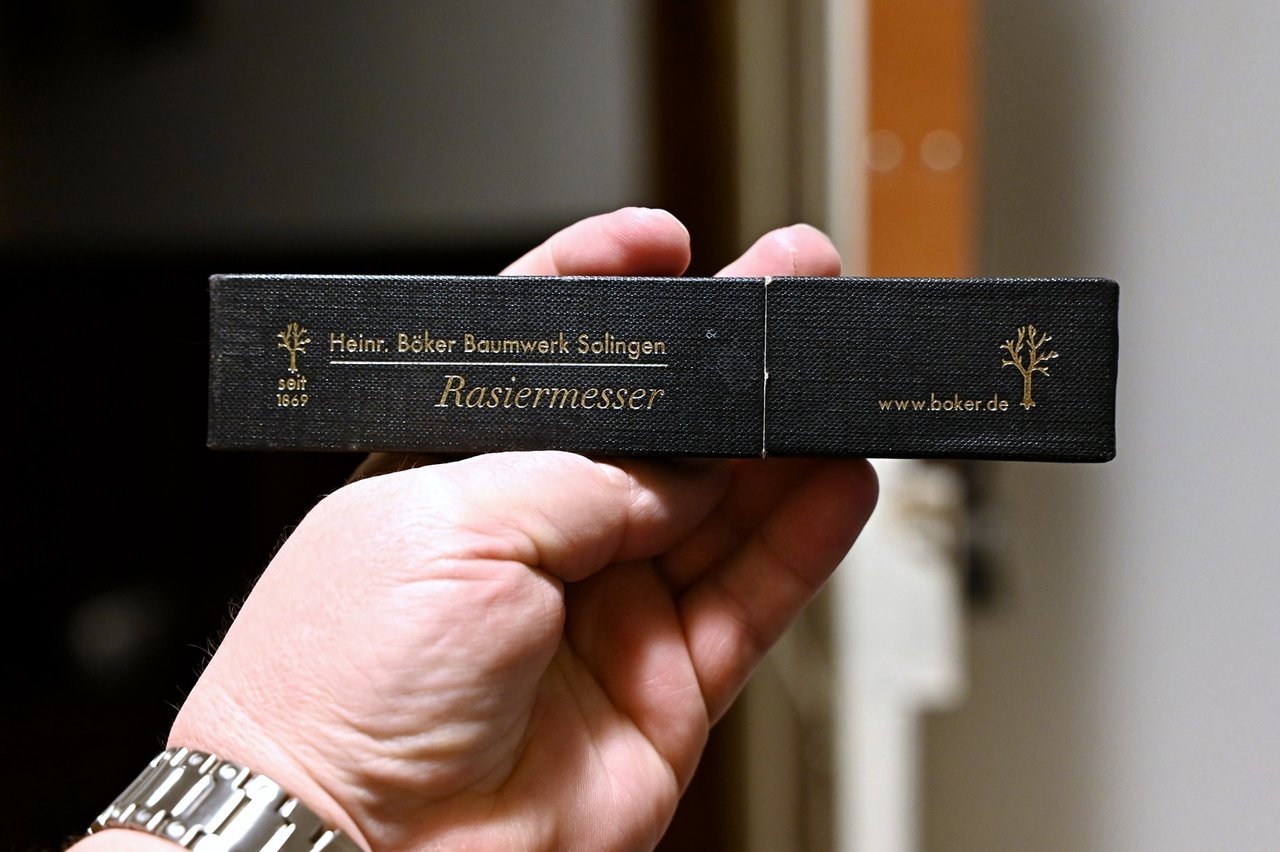 Heinr. Böker Baumwerk Solingen
seit
1869
Rasiermesser
www.boker.de